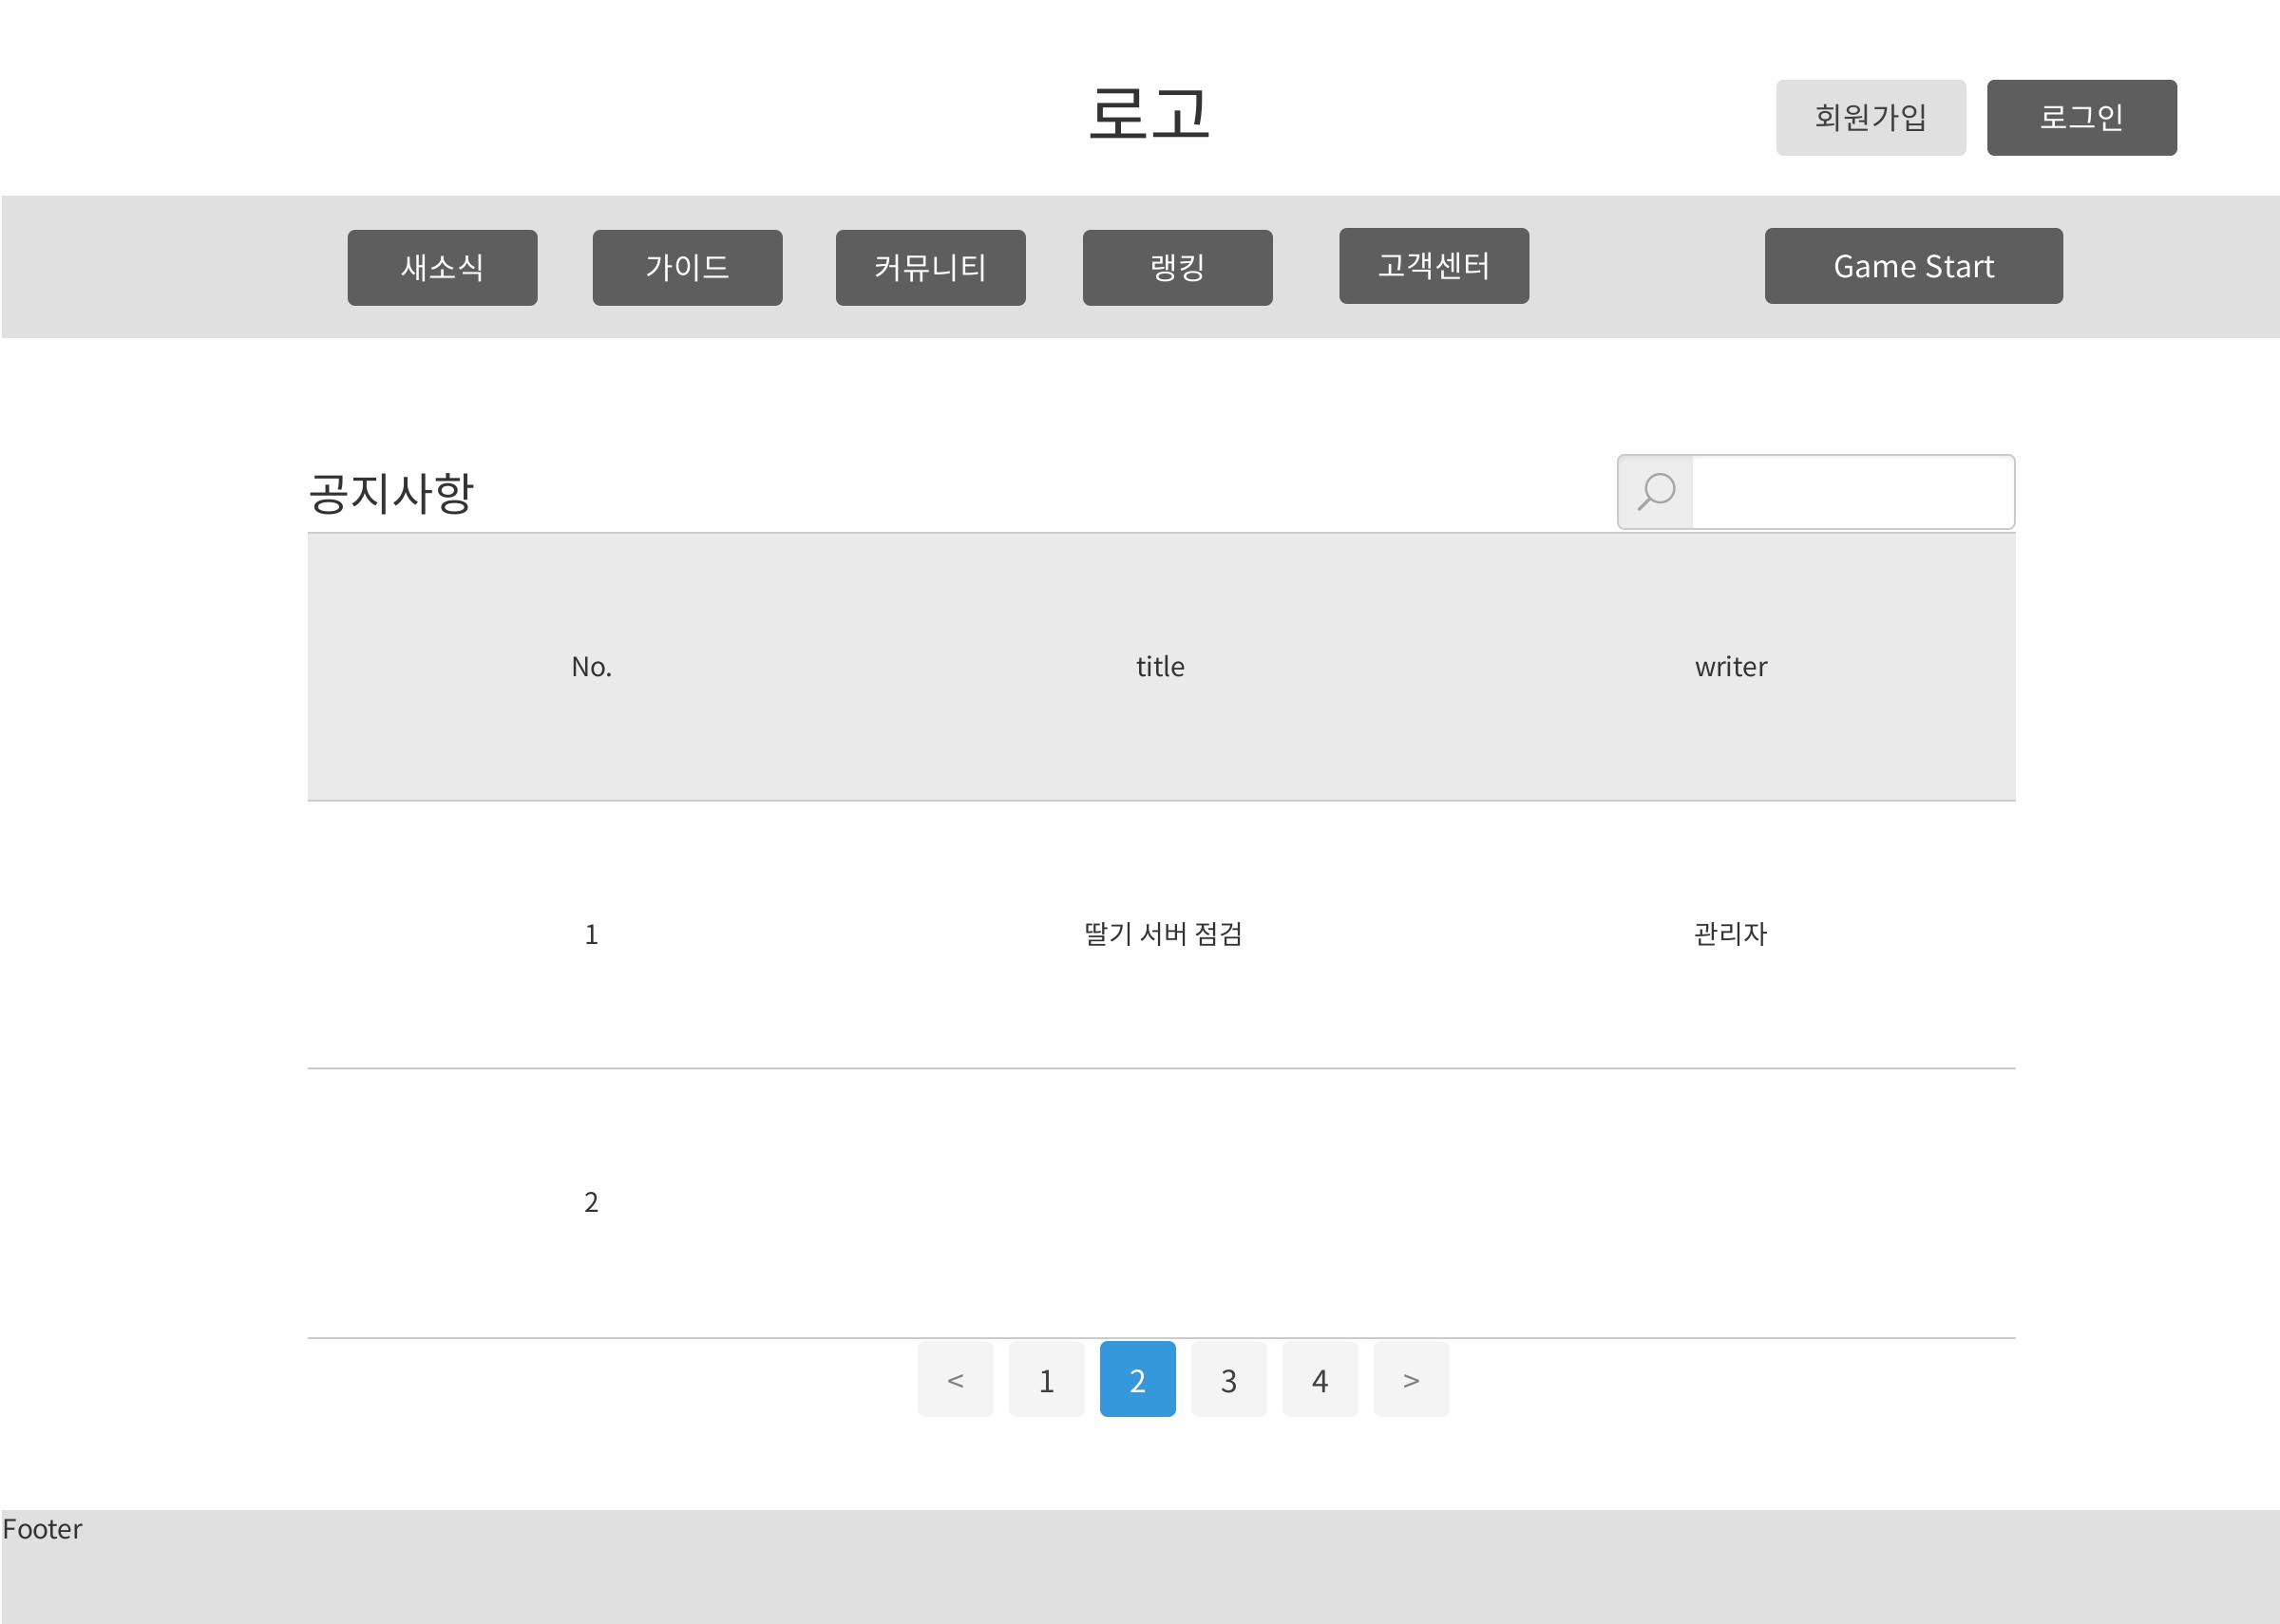 로고
회원가입 로그인
새소식 가이드 커뮤니티 랭킹 고객센터 Game Start
공지사항
No. title writer
1 딸기 서버 점검 관리자
2
< 1 2 3 4 >
Footer